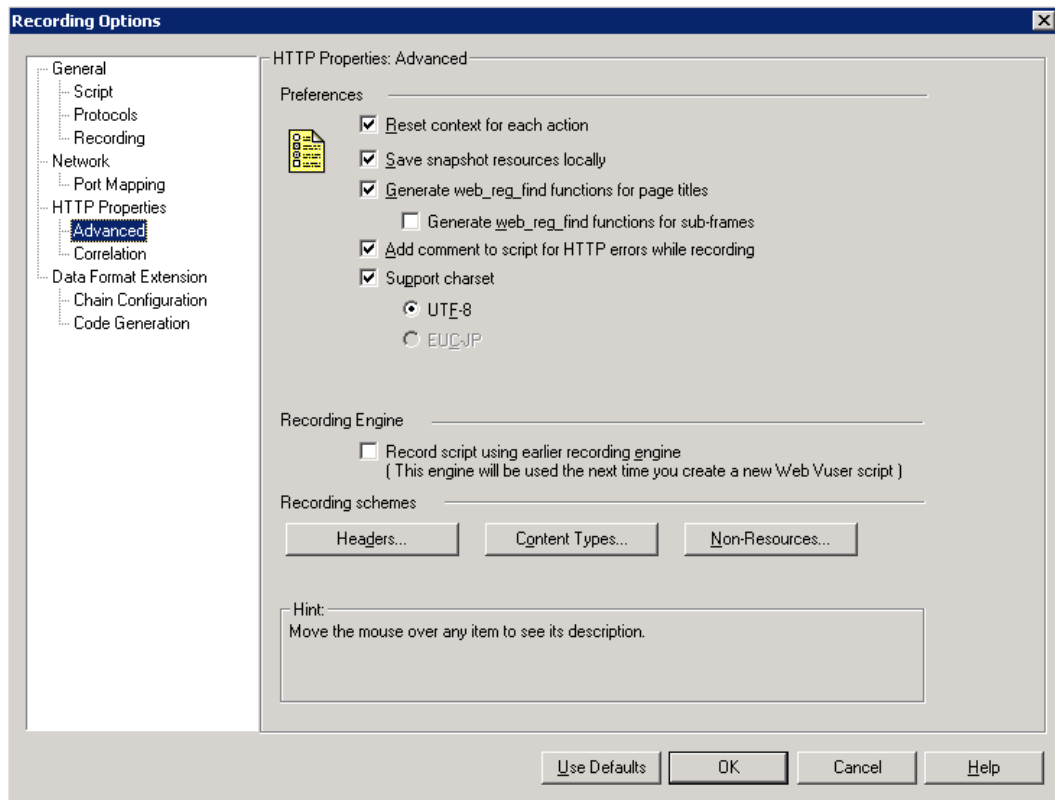 Recording Options
General
Script
Protocols
Recording
Network
Port Mapping
HTTP Properties
Advanced
Correlation
Data Format Extension
Chain Configuration
Code Generation
HTTP Properties: Advanced
Preferences
Reset context for each action
Save snapshot resources locally
Generate web_reg_find functions for page titles
Generate web_reg_find functions for sub-frames
Add comment to script for HTTP errors while recording
Support charset
UTF-8
EUC-JP
Recording Engine
Record script using earlier recording engine
( This engine will be used the next time you create a new Web Vuser script )
Recording schemes
Headers... Content Types... Non-Resources...
Hint:
Move the mouse over any item to see its description.
Use Defaults OK Cancel Help